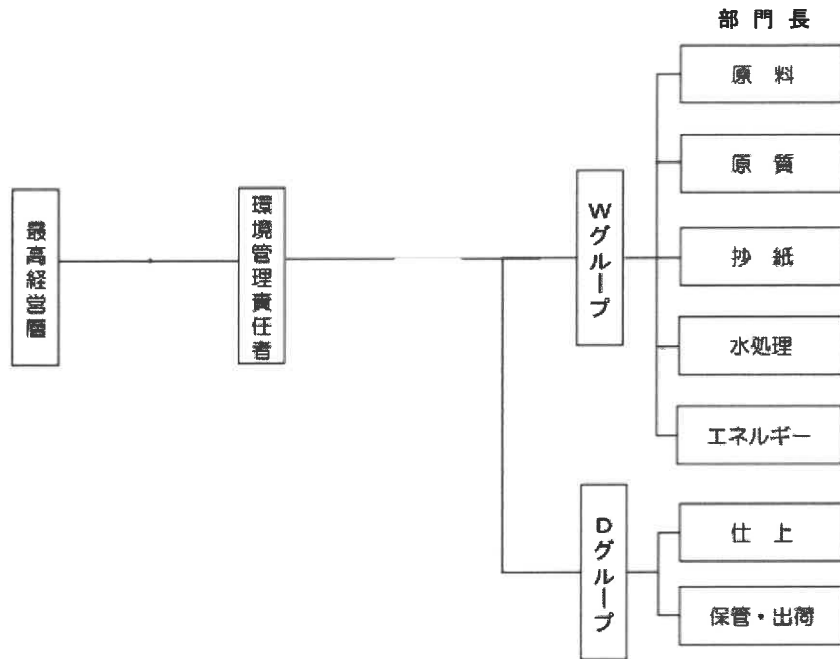 部門長
最高経営層
環境管理責任者
Wグループ
原料
原質
抄紙
水処理
エネルギー
Dグループ
仕上
保管・出荷